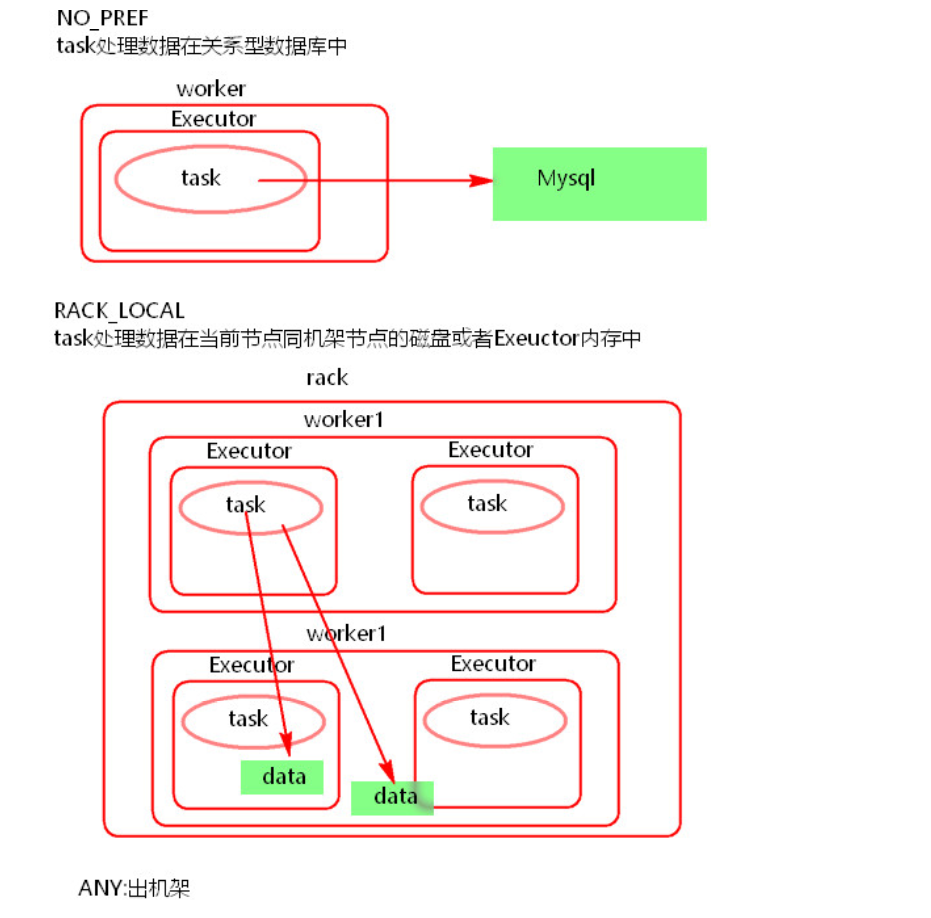 NO_PREF
task处理数据在关系型数据库中
worker
Executor
task
Mysql
RACK_LOCAL
task处理数据在当前节点同机架节点的磁盘或者Exeuctor内存中
rack
worker1
Executor
Executor
task
task
worker1
Executor
Executor
task
task
data
data
ANY:出机架